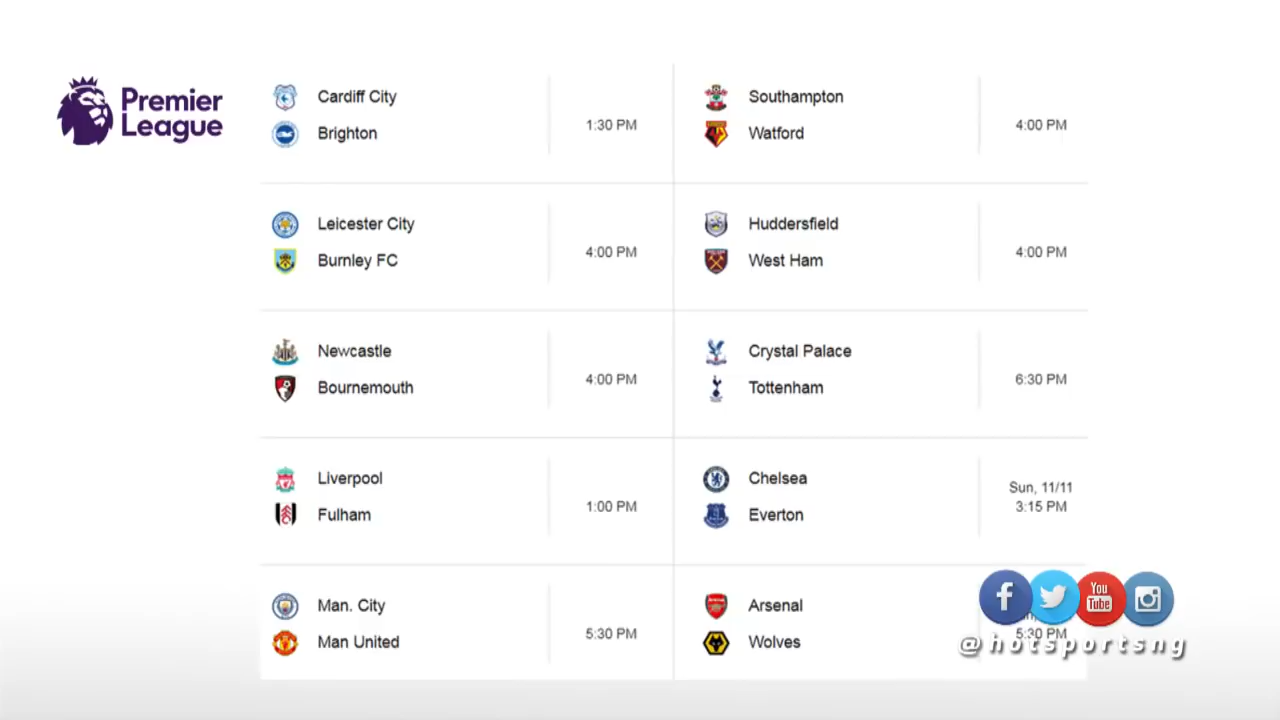 Premier
League
Cardiff City
Brighton
1:30 PM
Southampton
Watford
4:00 PM
Leicester City
Burnley FC
4:00 PM
Huddersfield
West Ham
4:00 PM
Newcastle
Bournemouth
4:00 PM
Crystal Palace
Tottenham
6:30 PM
Liverpool
Fulham
1:00 PM
Chelsea
Everton
Sun, 11/11
3:15 PM
Man. City
Man United
5:30 PM
Arsenal
Wolves
5:30 PM
f
You
Tube
@hotsportsng